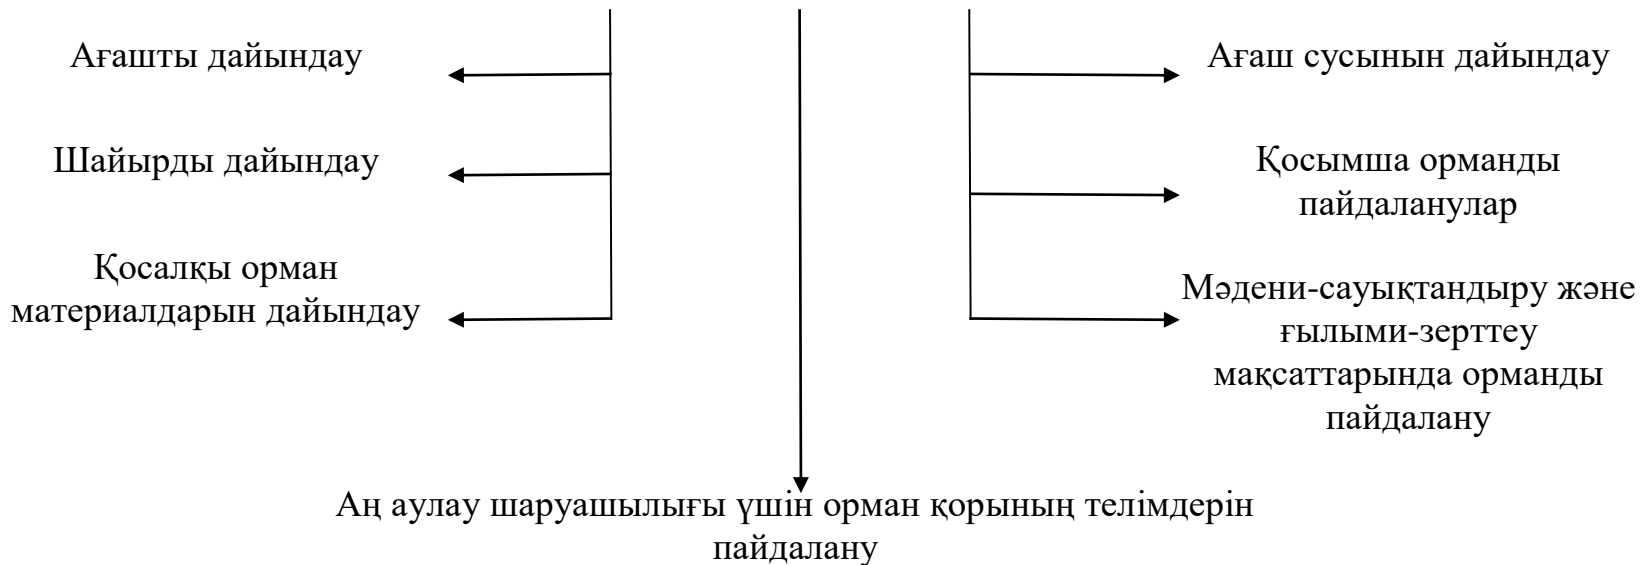 Ағашты дайындау
Шайырды дайындау
Қосалқы орман
материалдарын дайындау
Ағаш сусынын дайындау
Қосымша орманды
пайдаланулар
Мәдени-сауықтандыру және
ғылыми-зерттеу
мақсаттарында орманды
пайдалану
Аң аулау шаруашылығы үшін орман қорының телімдерін
пайдалану